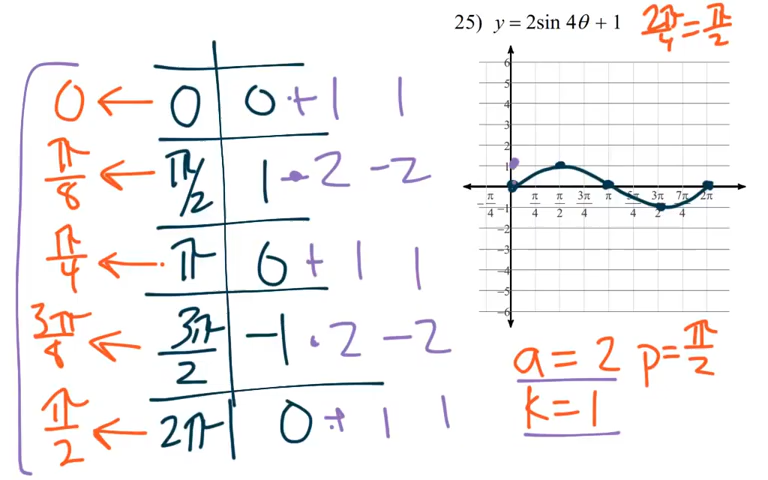 25) y = 2sin 4θ + 1
2π/4 = π/2
0 ← 0 0 + 1 1
π/8 ← π/2 1 · 2 -2
π/4 ← π 0 + 1 1
3π/8 ← 3π/2 -1 · 2 -2
π/2 ← 2π 0 + 1 1
6
5
4
3
2
1
-π/4 π/4 π/2 3π/4 π 5π/4 3π/2 7π/4 2π
-1
-2
-3
-4
-5
-6
a = 2 p = π/2
k = 1